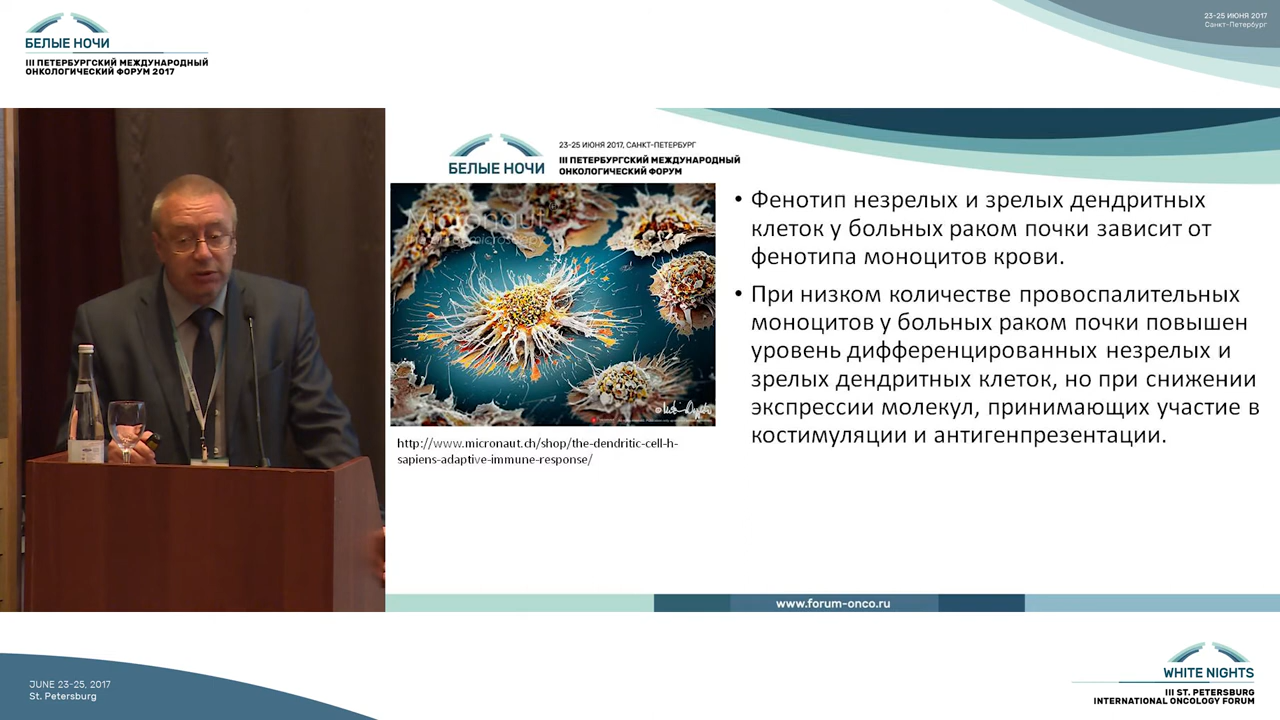 БЕЛЫЕ НОЧИ
III ПЕТЕРБУРГСКИЙ МЕЖДУНАРОДНЫЙ
ОНКОЛОГИЧЕСКИЙ ФОРУМ 2017
23-25 ИЮНЯ 2017
Санкт-Петербург
БЕЛЫЕ НОЧИ
23-25 ИЮНЯ 2017, САНКТ-ПЕТЕРБУРГ
III ПЕТЕРБУРГСКИЙ МЕЖДУНАРОДНЫЙ
ОНКОЛОГИЧЕСКИЙ ФОРУМ
Micronaut
http://www.micronaut.ch/shop/the-dendritic-cell-h-
sapiens-adaptive-immune-response/
• Фенотип незрелых и зрелых дендритных
клеток у больных раком почки зависит от
фенотипа моноцитов крови.
• При низком количестве провоспалительных
моноцитов у больных раком почки повышен
уровень дифференцированных незрелых и
зрелых дендритных клеток, но при снижении
экспрессии молекул, принимающих участие в
костимуляции и антигенпрезентации.
www.forum-onco.ru
JUNE 23-25, 2017
St. Petersburg
WHITE NIGHTS
III ST. PETERSBURG
INTERNATIONAL ONCOLOGY FORUM